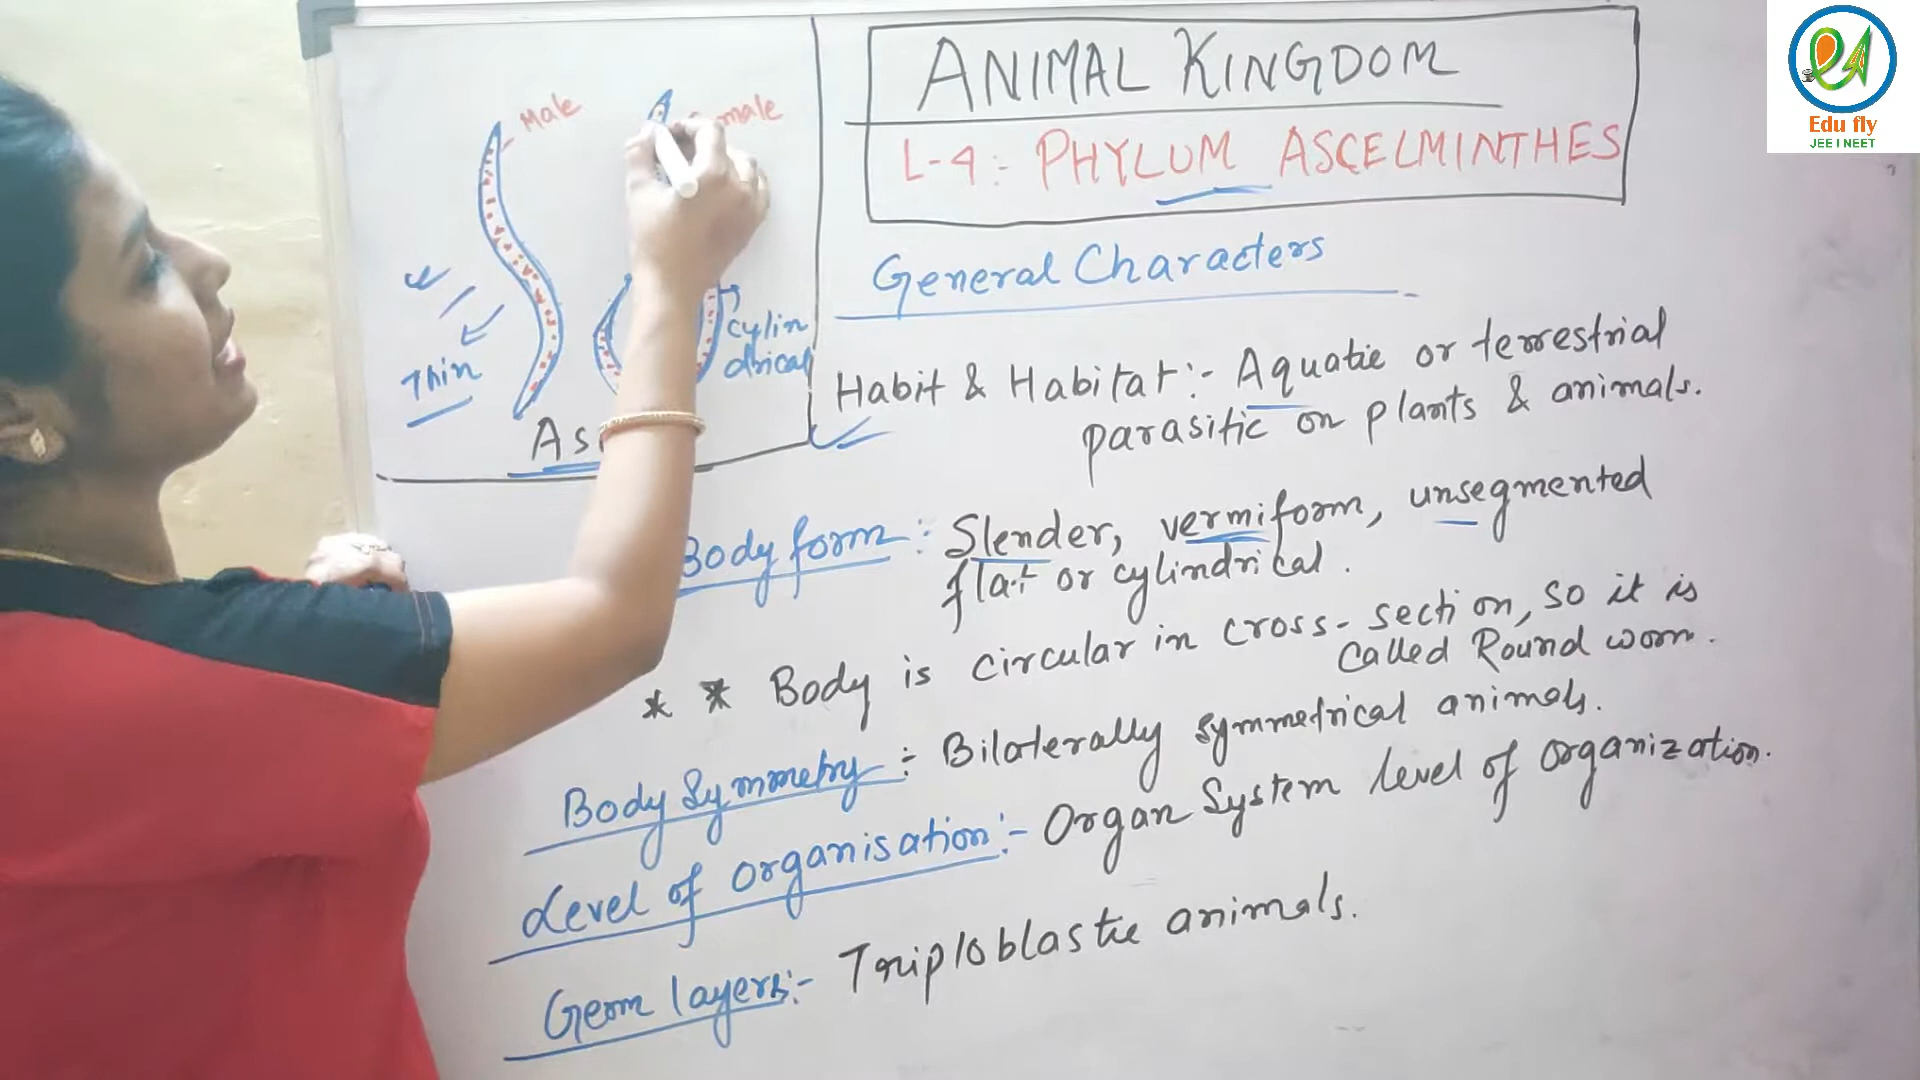 ANIMAL KINGDOM
L-4:- PHYLUM ASCELMINTHES
Edu fly
JEE I NEET
Male
male
Thin
cylin
drical
As
General Characters
Habit & Habitat:- Aquatic or terrestrial
parasitic on plants & animals.
Body form: Slender, vermiform, unsegmented
flat or cylindrical.
* * Body is circular in cross-section, so it is
called Round worm.
Body Symmetry:- Bilaterally symmetrical animals.
Level of organisation:- Organ System level of organization.
Germ layers:- Triploblastic animals.